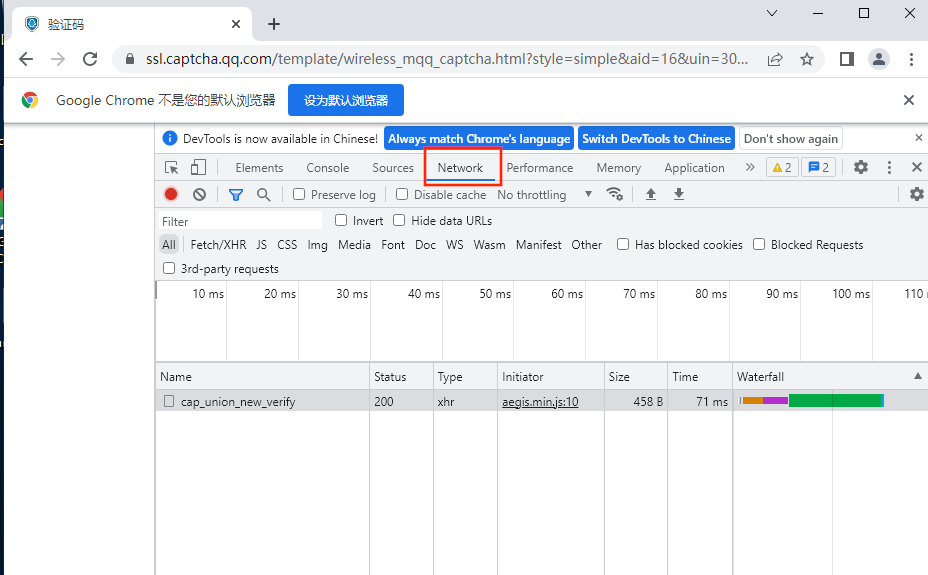 验证码
ssl.captcha.qq.com/template/wireless_mqq_captcha.html?style=simple&aid=16&uin=30...
Google Chrome 不是您的默认浏览器 设为默认浏览器
DevTools is now available in Chinese! Always match Chrome's language Switch DevTools to Chinese Don't show again
Elements Console Sources Network Performance Memory Application 2 2
Preserve log Disable cache No throttling
Filter Invert Hide data URLs
All Fetch/XHR JS CSS Img Media Font Doc WS Wasm Manifest Other Has blocked cookies Blocked Requests
3rd-party requests
10 ms 20 ms 30 ms 40 ms 50 ms 60 ms 70 ms 80 ms 90 ms 100 ms 110
Name Status Type Initiator Size Time Waterfall
cap_union_new_verify 200 xhr aegis.min.js:10 458 B 71 ms